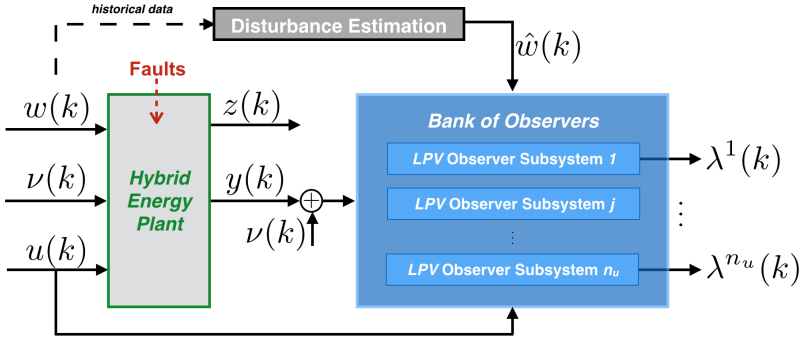 historical data
Disturbance Estimation
ŵ(k)
Faults
w(k)
z(k)
Bank of Observers
LPV Observer Subsystem 1
λ¹(k)
Hybrid
Energy
Plant
ν(k)
y(k)
+
LPV Observer Subsystem j
⋮
ν(k)
⋮
u(k)
LPV Observer Subsystem nᵤ
λⁿᵘ(k)